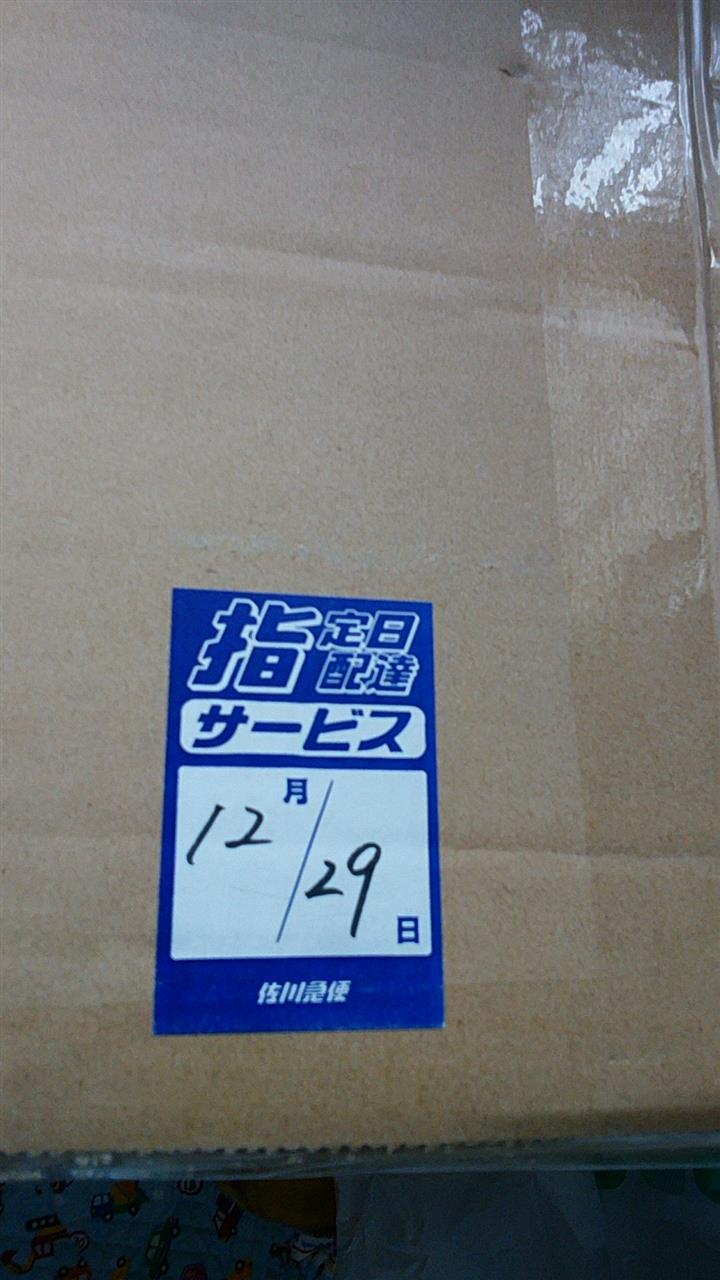 指定日
配達
サービス
月
12/29
日
佐川急便